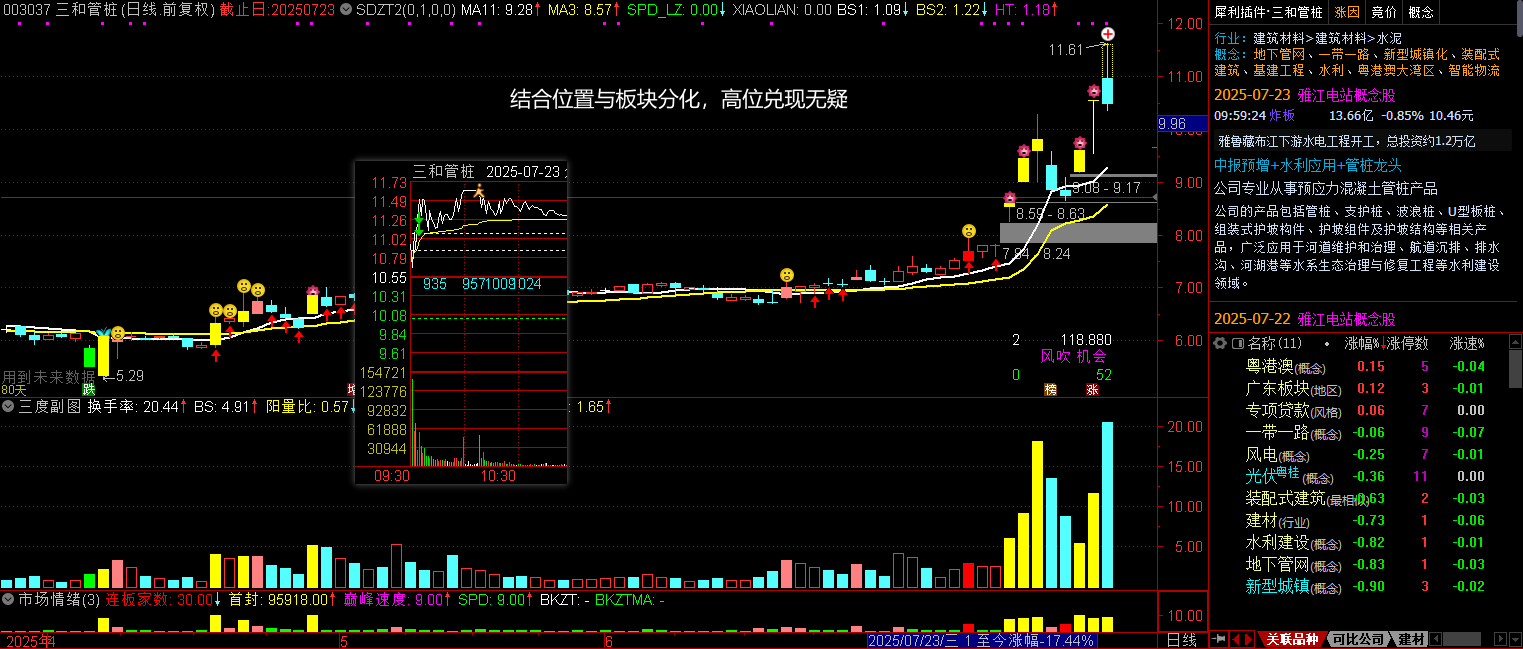 003037 三和管桩(日线.前复权) 截止日:20250723 SDZT2(0,1,0,0) MA11: 9.28↑ MA3: 8.57↑ SPD_LZ: 0.00↓ XIAOLIAN: 0.00 BS1: 1.09↓ BS2: 1.22↓ HT: 1.18↑
12.00
11.61
11.00
结合位置与板块分化，高位兑现无疑
9.96
9.00
9.08 - 9.17
8.59 - 8.63
8.00
7.94 - 8.24
7.00
6.00
三和管桩 2025-07-23
11.73
11.49
11.26
11.02
10.79
10.55
10.31
10.08
9.84
9.61
935 957 1009 1024
154721
123776
92832
61888
30944
09:30 10:30
2 118.880
风吹 机会
0 52
榜 涨
用到未来数据
←5.29
80天
跌
三度副图 换手率: 20.44↑ BS: 4.91↑ 阳量比: 0.57↓
: 1.65↑
20.00
15.00
10.00
5.00
市场情绪(3) 连板家数: 30.00↓ 首封: 95918.00↑ 巅峰速度: 9.00↑ SPD: 9.00↑ BKZT: - BKZTMA: -
10.00
2025年 4 5 6 2025/07/23/三 1 至今涨幅-17.44% 日线
犀利插件·三和管桩 涨因 竞价 概念
行业: 建筑材料>建筑材料>水泥
概念: 地下管网、一带一路、新型城镇化、装配式
建筑、基建工程、水利、粤港澳大湾区、智能物流
2025-07-23 雅江电站概念股
09:59:24 炸板 13.66亿 -0.85% 10.46元
雅鲁藏布江下游水电工程开工，总投资约1.2万亿
中报预增+水利应用+管桩龙头
公司专业从事预应力混凝土管桩产品
公司的产品包括管桩、支护桩、波浪桩、U型板桩、
组装式护坡构件、护坡组件及护坡结构等相关产
品，广泛应用于河道维护和治理、航道沉排、排水
沟、河湖港等水系生态治理与修复工程等水利建设
领域。
2025-07-22 雅江电站概念股
名称(11) 涨幅%↓ 涨停数 涨速%
粤港澳(概念) 0.15 5 -0.04
广东板块(地区) 0.12 3 -0.01
专项贷款(风格) 0.06 7 0.00
一带一路(概念) -0.06 9 -0.07
风电(概念) -0.25 7 -0.01
光伏粤桂(概念) -0.36 11 0.00
装配式建筑(最相似) 0.63 2 -0.03
建材(行业) -0.73 1 -0.06
水利建设(概念) -0.82 1 -0.01
地下管网(概念) -0.83 1 -0.03
新型城镇(概念) -0.90 3 -0.02
关联品种 可比公司 建材